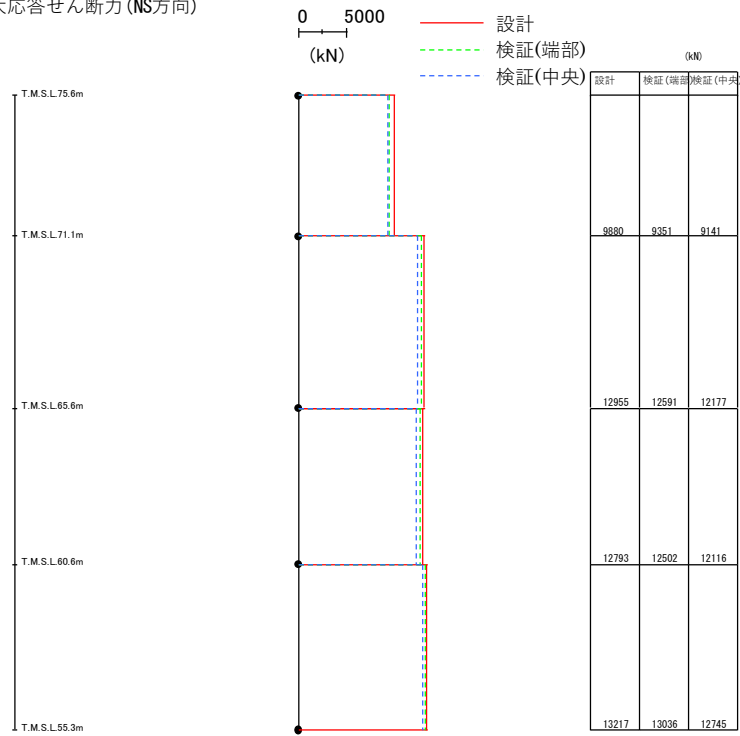 大応答せん断力(NS方向)
0 5000
(kN)
設計
検証(端部)
検証(中央)
(kN)
設計 検証(端部) 検証(中央)
T.M.S.L.75.6m
T.M.S.L.71.1m
9880 9351 9141
T.M.S.L.65.6m
12955 12591 12177
T.M.S.L.60.6m
12793 12502 12116
T.M.S.L.55.3m
13217 13036 12745